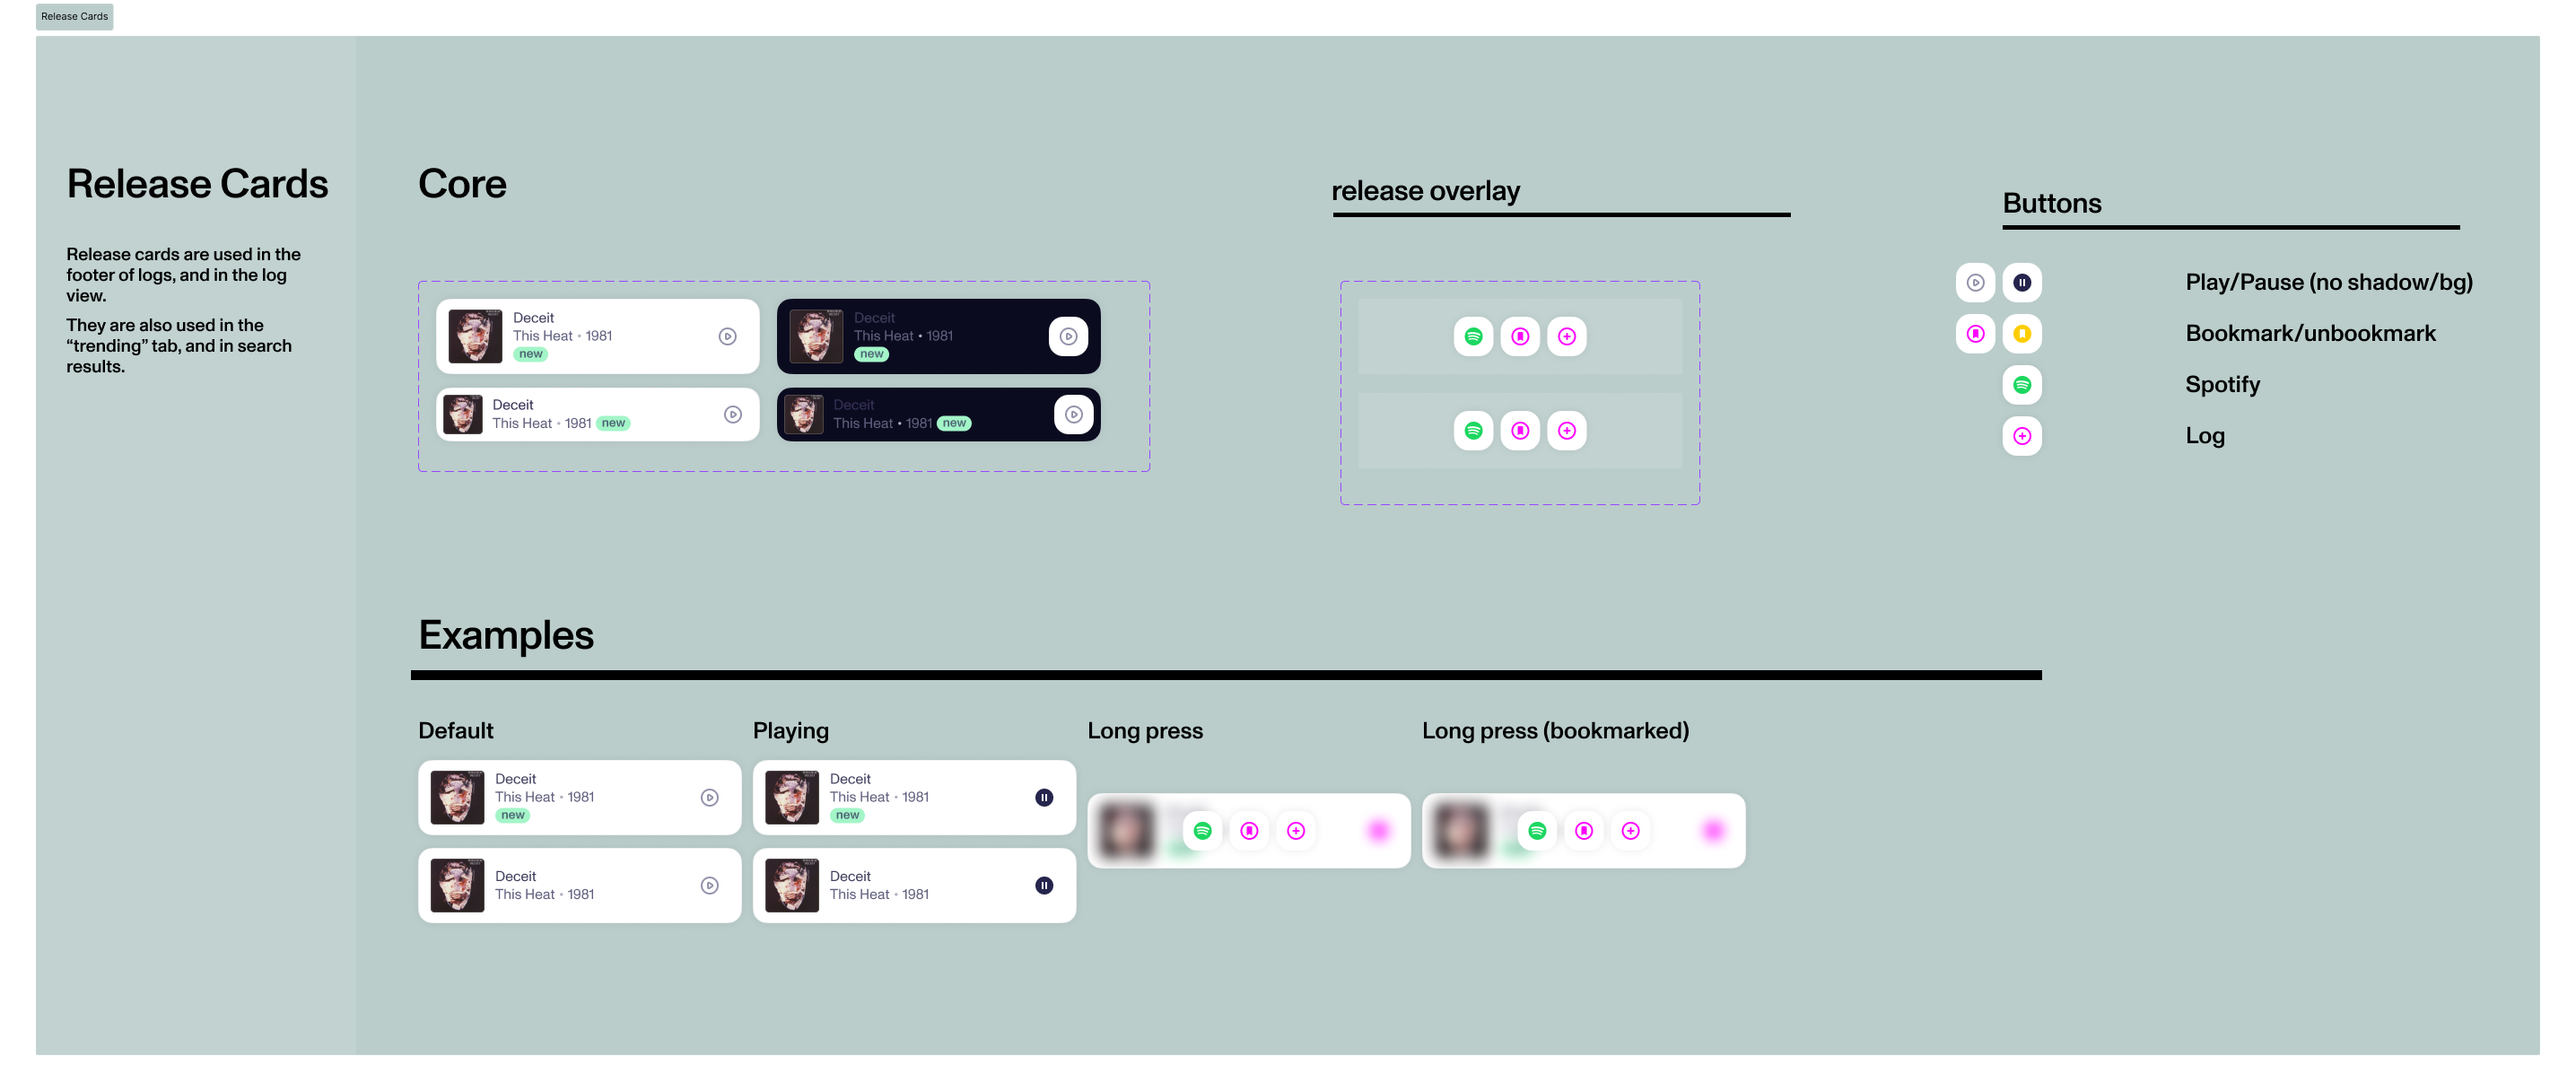 Release Cards
Release Cards
Release cards are used in the
footer of logs, and in the log
view.
They are also used in the
“trending” tab, and in search
results.
Core
Deceit
This Heat • 1981
new
Deceit
This Heat • 1981
new
Deceit
This Heat • 1981 new
Deceit
This Heat • 1981 new
release overlay
Buttons
Play/Pause (no shadow/bg)
Bookmark/unbookmark
Spotify
Log
Examples
Default
Deceit
This Heat • 1981
new
Deceit
This Heat • 1981
Playing
Deceit
This Heat • 1981
new
Deceit
This Heat • 1981
Long press
Long press (bookmarked)